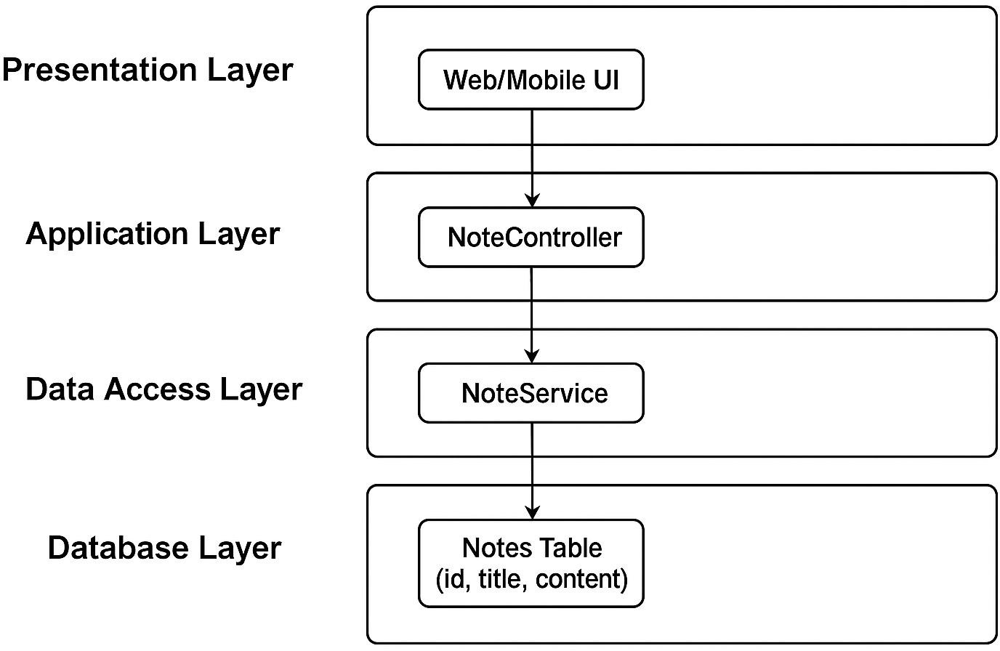 Presentation Layer
Web/Mobile UI
Application Layer
NoteController
Data Access Layer
NoteService
Database Layer
Notes Table
(id, title, content)